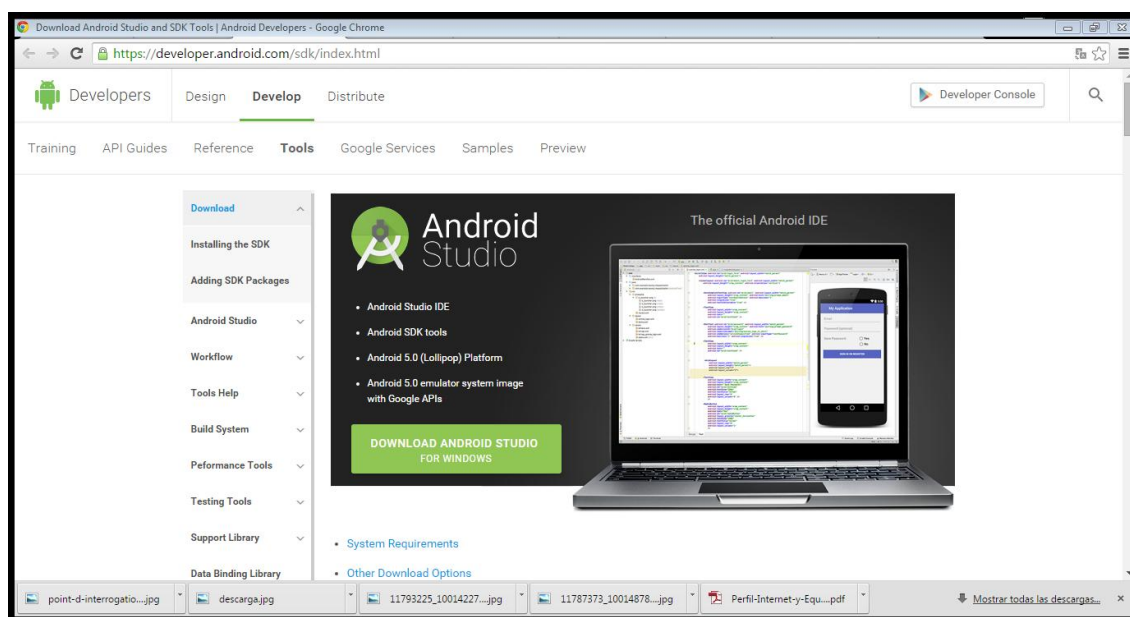 Download Android Studio and SDK Tools | Android Developers - Google Chrome
https://developer.android.com/sdk/index.html
Developers
Design
Develop
Distribute
Developer Console
Training
API Guides
Reference
Tools
Google Services
Samples
Preview
Download
Installing the SDK
Adding SDK Packages
Android Studio
Workflow
Tools Help
Build System
Peformance Tools
Testing Tools
Support Library
Data Binding Library
Android
Studio
• Android Studio IDE
• Android SDK tools
• Android 5.0 (Lollipop) Platform
• Android 5.0 emulator system image
with Google APIs
DOWNLOAD ANDROID STUDIO
FOR WINDOWS
The official Android IDE
My Application
• System Requirements
• Other Download Options
point-d-interrogatio....jpg
descarga.jpg
11793225_10014227....jpg
11787373_10014878....jpg
Perfil-Internet-y-Equ....pdf
Mostrar todas las descargas...